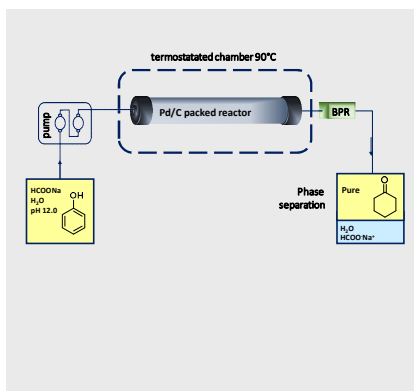 termostatated chamber 90°C
pump
Pd/C packed reactor
BPR
HCOONa
H₂O
pH 12.0
OH
Phase
separation
Pure
O
H₂O
HCOO⁻Na⁺